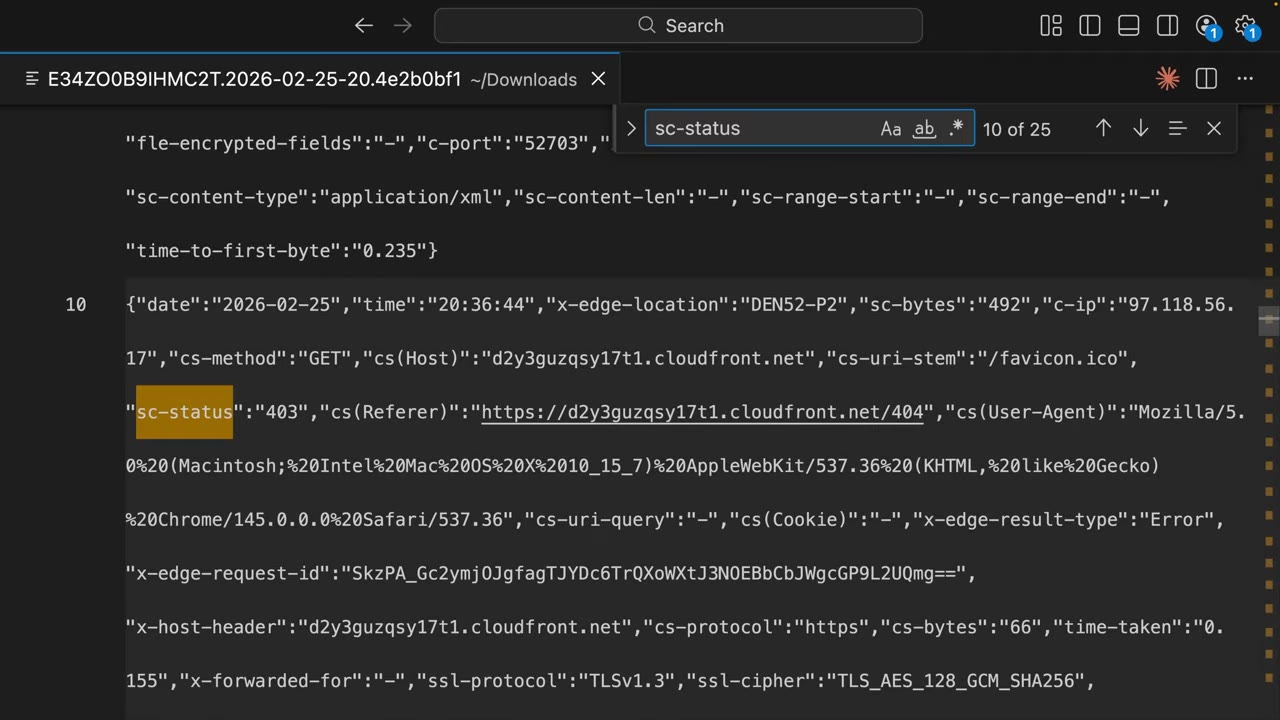 Search
1
1
E34ZO0B9IHMC2T.2026-02-25-20.4e2b0bf1 ~/Downloads
sc-status Aa ab .* 10 of 25
"fle-encrypted-fields":"-","c-port":"52703","
"sc-content-type":"application/xml","sc-content-len":"-","sc-range-start":"-","sc-range-end":"-",
"time-to-first-byte":"0.235"}
10 {"date":"2026-02-25","time":"20:36:44","x-edge-location":"DEN52-P2","sc-bytes":"492","c-ip":"97.118.56.
17","cs-method":"GET","cs(Host)":"d2y3guzqsy17t1.cloudfront.net","cs-uri-stem":"/favicon.ico",
"sc-status":"403","cs(Referer)":"https://d2y3guzqsy17t1.cloudfront.net/404","cs(User-Agent)":"Mozilla/5.
0%20(Macintosh;%20Intel%20Mac%20OS%20X%2010_15_7)%20AppleWebKit/537.36%20(KHTML,%20like%20Gecko)
%20Chrome/145.0.0.0%20Safari/537.36","cs-uri-query":"-","cs(Cookie)":"-","x-edge-result-type":"Error",
"x-edge-request-id":"SkzPA_Gc2ymjOJgfagTJYDc6TrQXoWXtJ3NOEBbCbJWgcGP9L2UQmg==",
"x-host-header":"d2y3guzqsy17t1.cloudfront.net","cs-protocol":"https","cs-bytes":"66","time-taken":"0.
155","x-forwarded-for":"-","ssl-protocol":"TLSv1.3","ssl-cipher":"TLS_AES_128_GCM_SHA256",